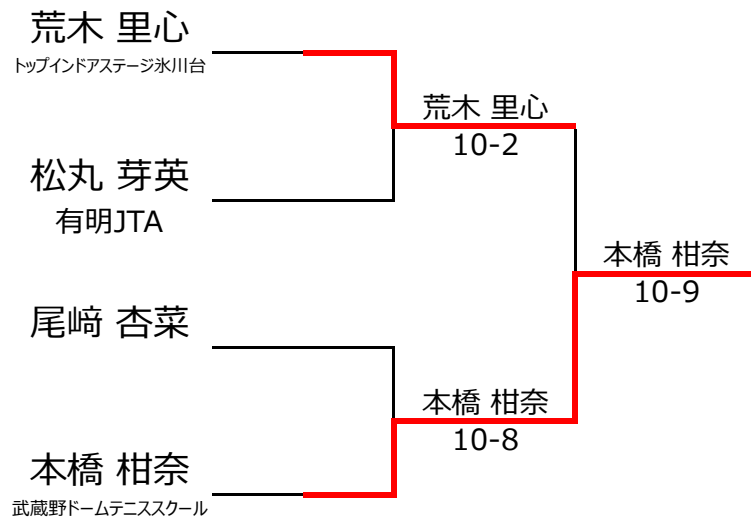 荒木 里心
トップインドアステージ氷川台
荒木 里心
10-2
松丸 芽英
有明JTA
本橋 柑奈
10-9
尾﨑 杏菜
本橋 柑奈
10-8
本橋 柑奈
武蔵野ドームテニススクール